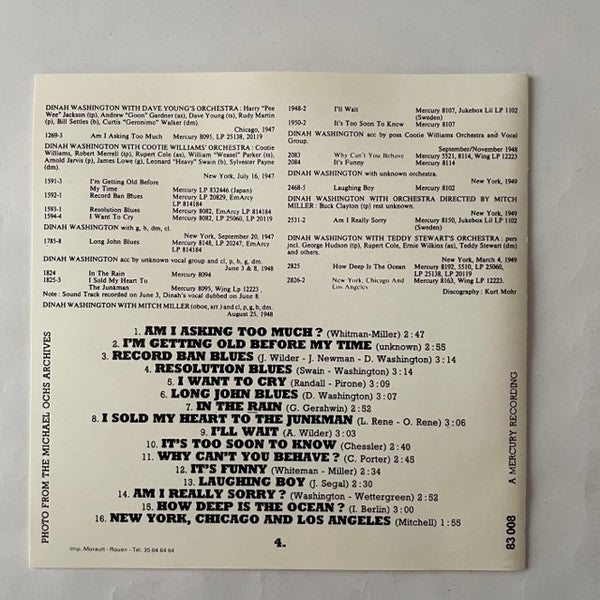 DINAH WASHINGTON WITH DAVE YOUNG'S ORCHESTRA : Harry "Pee
Wee" Jackson (tp), Andrew "Goon" Gardner (as), Dave Young (ts), Rudy Martin
(p), Bill Settles (b), Curtis "Geronimo" Walker (dm)
Chicago, 1947
1269-5 Am I Asking Too Much Mercury 8095, LP 25138, 20119
DINAH WASHINGTON WITH COOTIE WILLIAMS' ORCHESTRA : Cootie
Williams, Robert Merrell (tp), Rupert Cole (as), William "Weasel" Parker (ts),
Arnold Jarvis (p), James Lowe (g), Leonard "Heavy" Swain (b), Sylvester Payne
(dm).
New York, July 16, 1947
1591-3 I'm Getting Old Before
My Time Mercury LP 832446 (Japan)
1592-1 Record Ban Blues Mercury LP 20829, EmArcy
LP 814184
1593-1 Resolution Blues Mercury 8082, EmArcy LP 814184
1594-4 I Want To Cry Mercury 8082, LP 25060, LP 20119
New York, September 20, 1947
DINAH WASHINGTON with g, b, dm, cl.
1785-8 Long John Blues Mercury 8148, LP 20247, EmArcy
LP 814184
DINAH WASHINGTON acc by unknown vocal group and cl, p, b, g, dm.
June 3 & 8, 1948
1824 In The Rain Mercury 8094
1825-3 I Sold My Heart To
The Junkman Mercury 8095, Wing Lp 12223
Note : Sound Track recorded on June 3, Dinah's vocal dubbed on June 8.
DINAH WASHINGTON WITH MITCH MILLER (oboe, arr) and cl, p, g, b, dm.
August 25, 1948
1948-2 I'll Wait Mercury 8107, Jukebox Lil LP 1102
(Sweden)
1950-2 It's Too Soon To Know Mercury 8107
DINAH WASHINGTON acc by poss Cootie Williams Orchestra and Vocal
Group.
September/November 1948
2083 Why Can't You Behave Mercury 5521, 8114, Wing LP 12223
2084 It's Funny Mercury 8114
DINAH WASHINGTON with unknown orchestra.
New York, 1949
2468-5 Laughing Boy Mercury 8102
DINAH WASHINGTON WITH ORCHESTRA DIRECTED BY MITCH
MILLER : Buck Clayton (tp) rest unknown.
New York, 1949
2531-2 Am I Really Sorry Mercury 8150, Jukebox Lil LP 1102
(Sweden)
DINAH WASHINGTON WITH TEDDY STEWART'S ORCHESTRA : pers
incl. George Hudson (tp), Rupert Cole, Ernie Wilkins (as), Teddy Stewart (dm)
and others.
New York, March 4, 1949
2825 How Deep Is The Ocean Mercury 8192, 5510, LP 25060,
LP 25138, LP 20119
2826-2 New York, Chicago And
Los Angeles Mercury 8163, Wing LP 12223.
Discography : Kurt Mohr
1. AM I ASKING TOO MUCH ? (Whitman-Miller) 2 : 47
2. I'M GETTING OLD BEFORE MY TIME (unknown) 2 : 55
3. RECORD BAN BLUES (J. Wilder - J. Newman - D. Washington) 3 : 14
4. RESOLUTION BLUES (Swain - Washington) 3 : 14
5. I WANT TO CRY (Randall - Pirone) 3 : 09
6. LONG JOHN BLUES (D. Washington) 3 : 07
7. IN THE RAIN (G. Gershwin) 2 : 52
8. I SOLD MY HEART TO THE JUNKMAN (L. Rene - O. Rene) 3 : 06
9. I'LL WAIT (A. Wilder) 3 : 03
10. IT'S TOO SOON TO KNOW (Chessler) 2 : 40
11. WHY CAN'T YOU BEHAVE ? (C. Porter) 2 : 45
12. IT'S FUNNY (Whiteman - Miller) 2 : 34
13. LAUGHING BOY (J. Segal) 2 : 30
14. AM I REALLY SORRY ? (Washington - Wettergreen) 2 : 52
15. HOW DEEP IS THE OCEAN ? (I. Berlin) 3 : 00
16. NEW YORK, CHICAGO AND LOS ANGELES (Mitchell) 1 : 55
PHOTO FROM THE MICHAEL OCHS ARCHIVES
83 008 A MERCURY RECORDING
4.
Imp. Morault - Rouen - Tél. 35 64 64 64